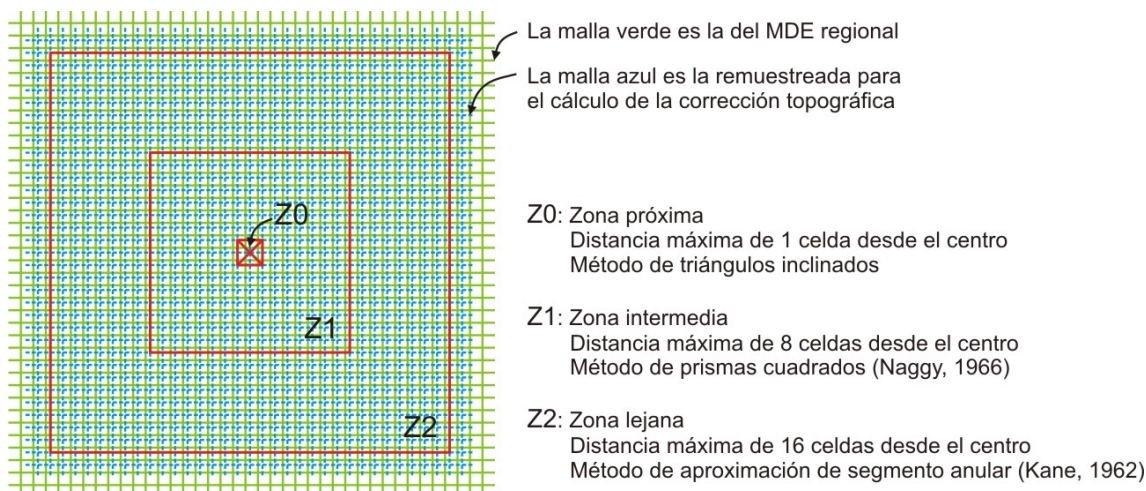 La malla verde es la del MDE regional
La malla azul es la remuestreada para
el cálculo de la corrección topográfica
Z0
Z1
Z2
Z0: Zona próxima
Distancia máxima de 1 celda desde el centro
Método de triángulos inclinados
Z1: Zona intermedia
Distancia máxima de 8 celdas desde el centro
Método de prismas cuadrados (Naggy, 1966)
Z2: Zona lejana
Distancia máxima de 16 celdas desde el centro
Método de aproximación de segmento anular (Kane, 1962)